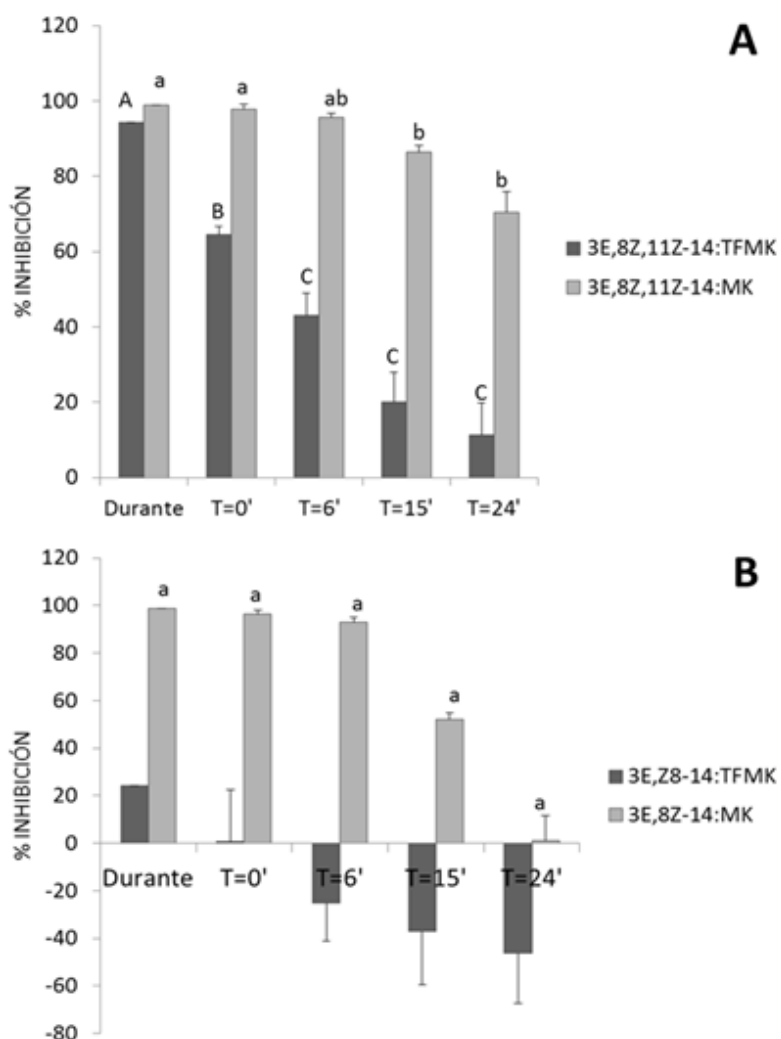 A
120
100
80
60
40
20
0
% INHIBICIÓN
A a B a C ab C b C b
Durante T=0' T=6' T=15' T=24'
3E,8Z,11Z-14:TFMK
3E,8Z,11Z-14:MK
B
120
100
80
60
40
20
0
-20
-40
-60
-80
% INHIBICIÓN
a a a a a
Durante T=0' T=6' T=15' T=24'
3E,Z8-14:TFMK
3E,8Z-14:MK